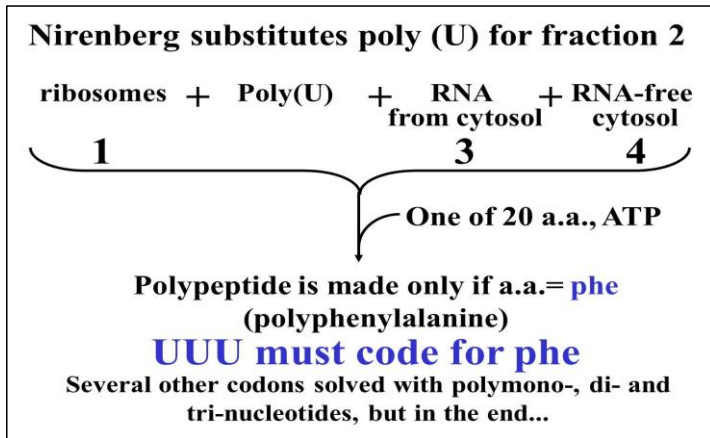 Nirenberg substitutes poly (U) for fraction 2
ribosomes + Poly(U) + RNA + RNA-free
from cytosol cytosol
1 3 4
One of 20 a.a., ATP
Polypeptide is made only if a.a.= phe
(polyphenylalanine)
UUU must code for phe
Several other codons solved with polymono-, di- and
tri-nucleotides, but in the end...